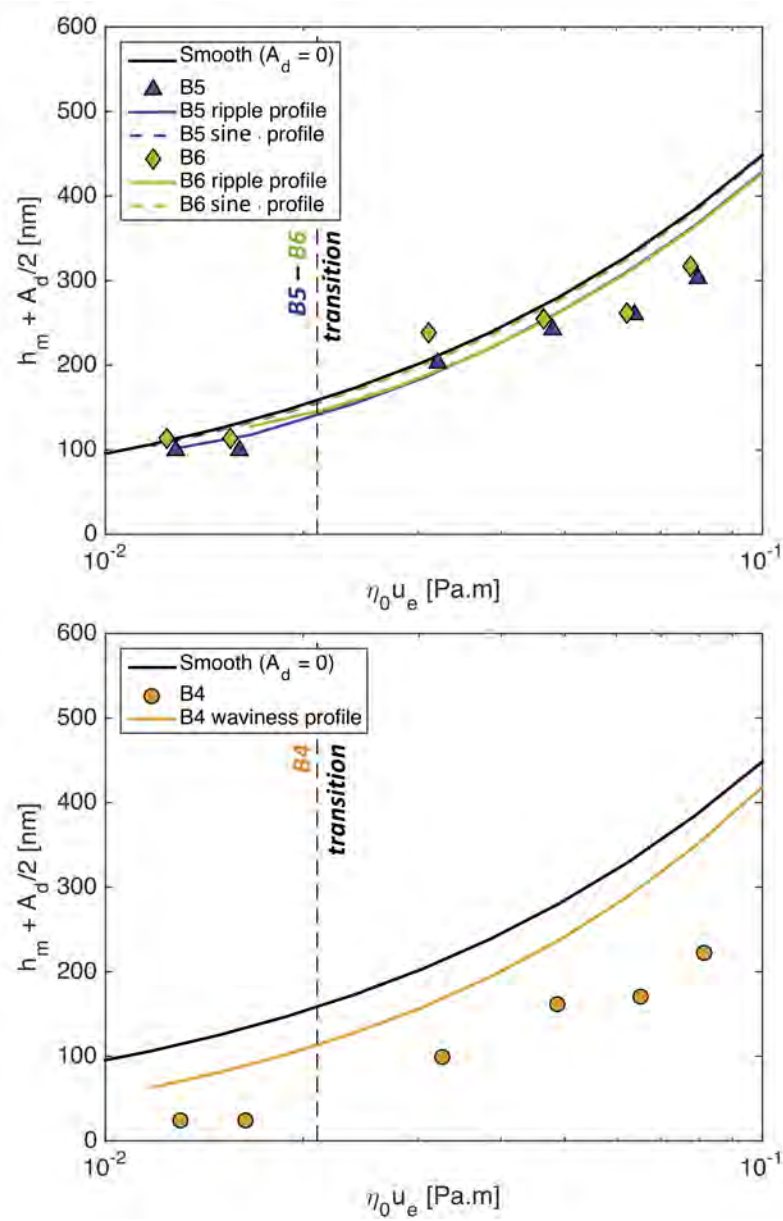 600
500
400
300
200
100
0
h_m + A_d/2 [nm]
Smooth (A_d = 0)
B5
B5 ripple profile
B5 sine . profile
B6
B6 ripple profile
B6 sine . profile
B5 – B6
transition
10^-2
10^-1
η_0u_e [Pa.m]
600
500
400
300
200
100
0
h_m + A_d/2 [nm]
Smooth (A_d = 0)
B4
B4 waviness profile
B4
transition
10^-2
10^-1
η_0u_e [Pa.m]